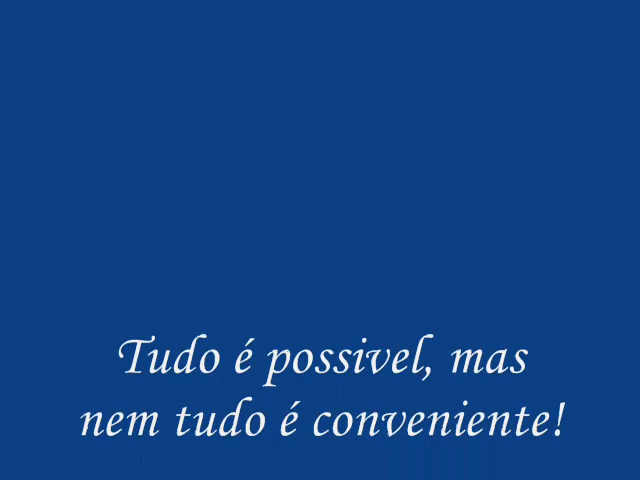 Tudo é possivel, mas
nem tudo é conveniente!